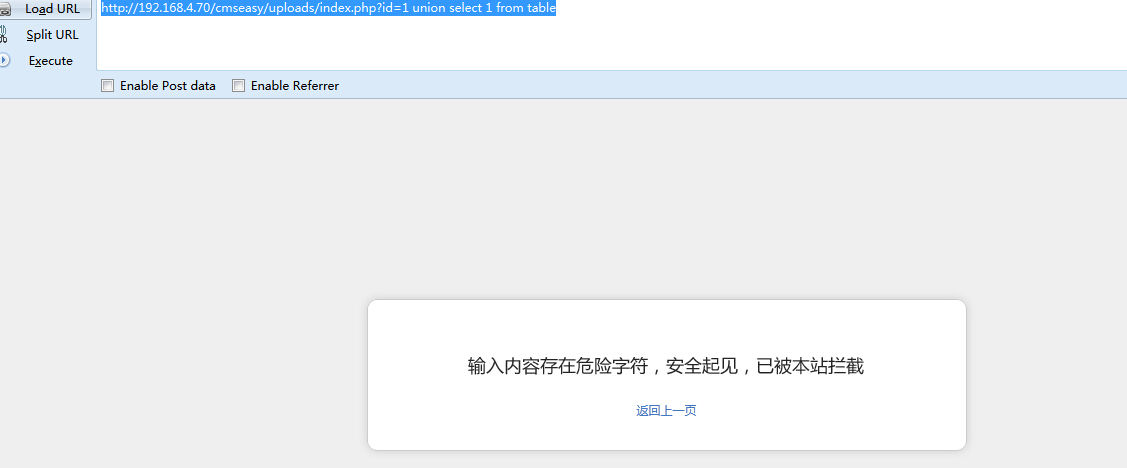 Load URL
http://192.168.4.70/cmseasy/uploads/index.php?id=1 union select 1 from table
Split URL
Execute
Enable Post data Enable Referrer
输入内容存在危险字符，安全起见，已被本站拦截
返回上一页